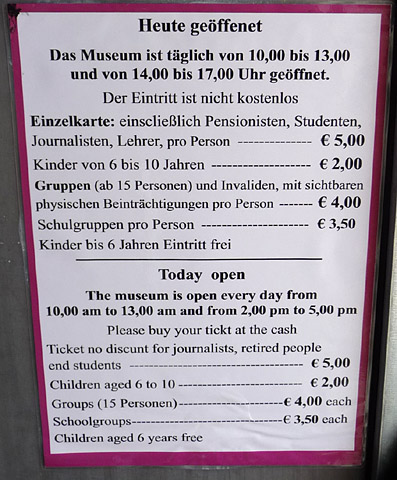 Heute geöffenet
Das Museum ist täglich von 10,00 bis 13,00
und von 14,00 bis 17,00 Uhr geöffnet.
Der Eintritt ist nicht kostenlos
Einzelkarte: einscließlich Pensionisten, Studenten,
Journalisten, Lehrer, pro Person -------------- € 5,00
Kinder von 6 bis 10 Jahren ----------------- € 2,00
Gruppen (ab 15 Personen) und Invaliden, mit sichtbaren
physischen Beinträchtigungen pro Person ------- € 4,00
Schulgruppen pro Person --------------------- € 3,50
Kinder bis 6 Jahren Eintritt frei
Today open
The museum is open every day from
10,00 am to 13,00 am and from 2,00 pm to 5,00 pm
Please buy your tickt at the cash
Ticket no discunt for journalists, retired people
end students ------------------------------ € 5,00
Children aged 6 to 10 --------------------- € 2,00
Groups (15 Personen)--------------------€ 4,00 each
Schoolgroups-----------------------------€ 3,50 each
Children aged 6 years free